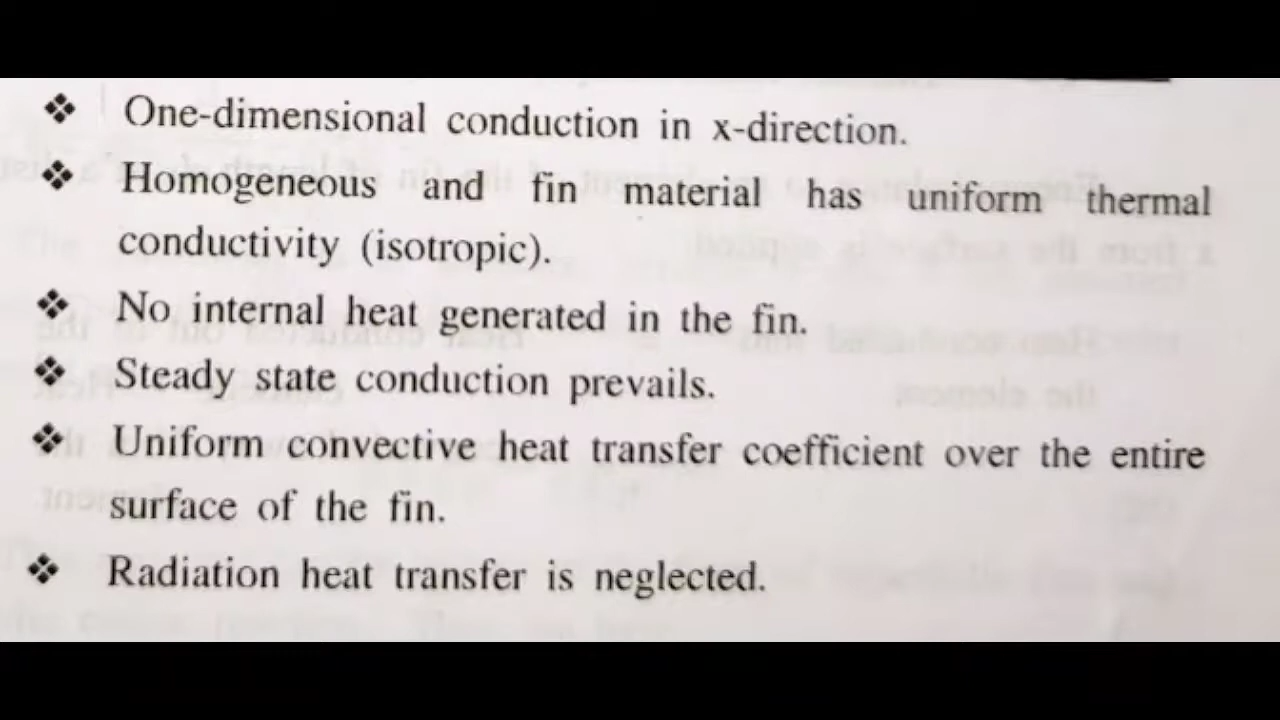 ❖ One-dimensional conduction in x-direction.
❖ Homogeneous and fin material has uniform thermal
conductivity (isotropic).
❖ No internal heat generated in the fin.
❖ Steady state conduction prevails.
❖ Uniform convective heat transfer coefficient over the entire
surface of the fin.
❖ Radiation heat transfer is neglected.